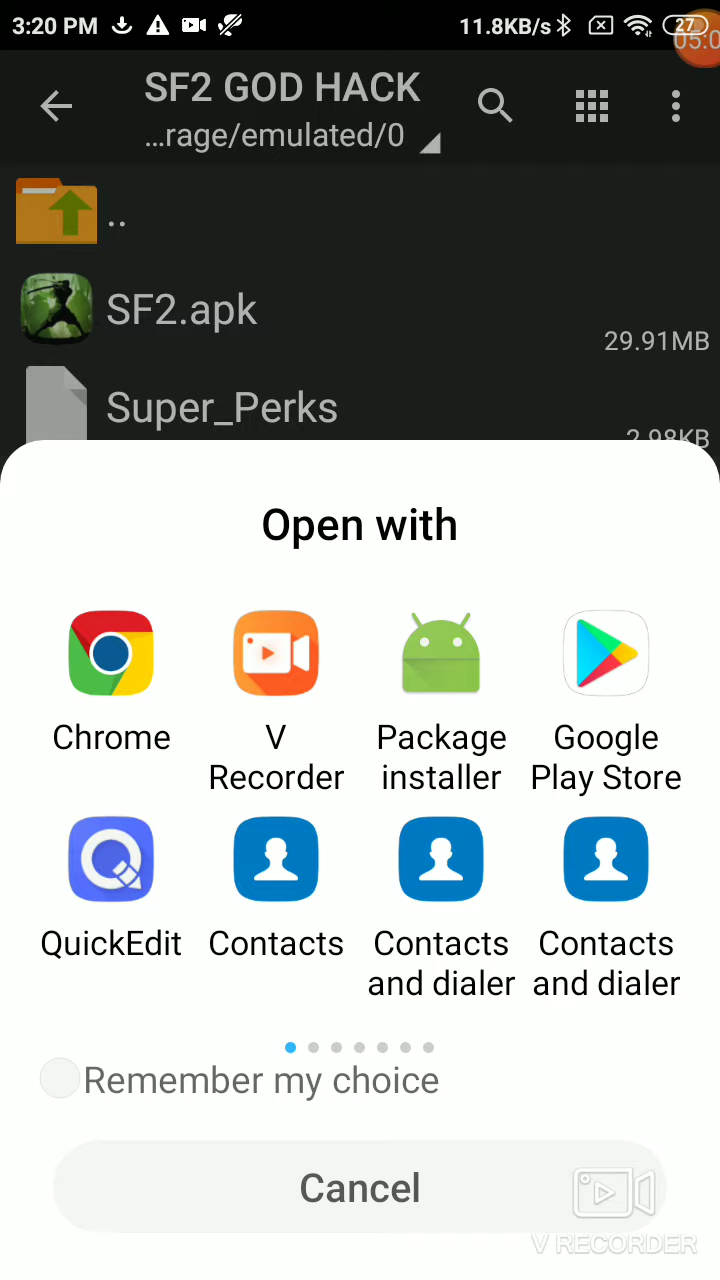 3:20 PM
11.8KB/s
27
05:0
SF2 GOD HACK
...rage/emulated/0
..
SF2.apk
29.91MB
Super_Perks
2.98KB
Open with
Chrome
V
Recorder
Package
installer
Google
Play Store
QuickEdit
Contacts
Contacts
and dialer
Contacts
and dialer
Remember my choice
Cancel
V RECORDER